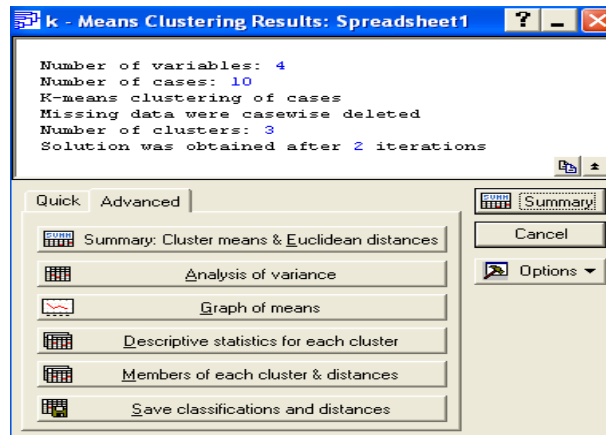 k - Means Clustering Results: Spreadsheet1
Number of variables: 4
Number of cases: 10
K-means clustering of cases
Missing data were casewise deleted
Number of clusters: 3
Solution was obtained after 2 iterations
Quick Advanced
Summary: Cluster means & Euclidean distances
Analysis of variance
Graph of means
Descriptive statistics for each cluster
Members of each cluster & distances
Save classifications and distances
Summary
Cancel
Options